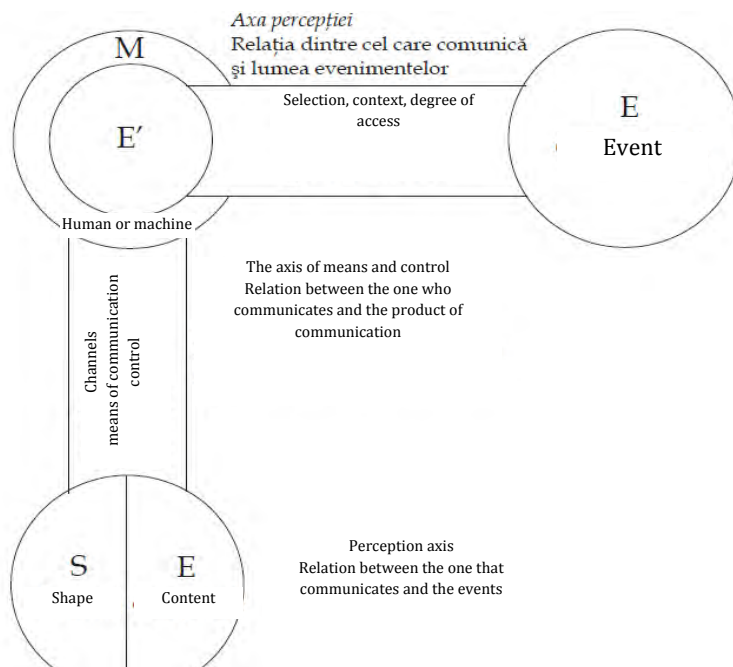 Axa percepției
Relația dintre cel care comunică
şi lumea evenimentelor
M
E′
Human or machine
Selection, context, degree of
access
E
Event
The axis of means and control
Relation between the one who
communicates and the product of
communication
Channels
means of communication
control
S
Shape
E
Content
Perception axis
Relation between the one that
communicates and the events